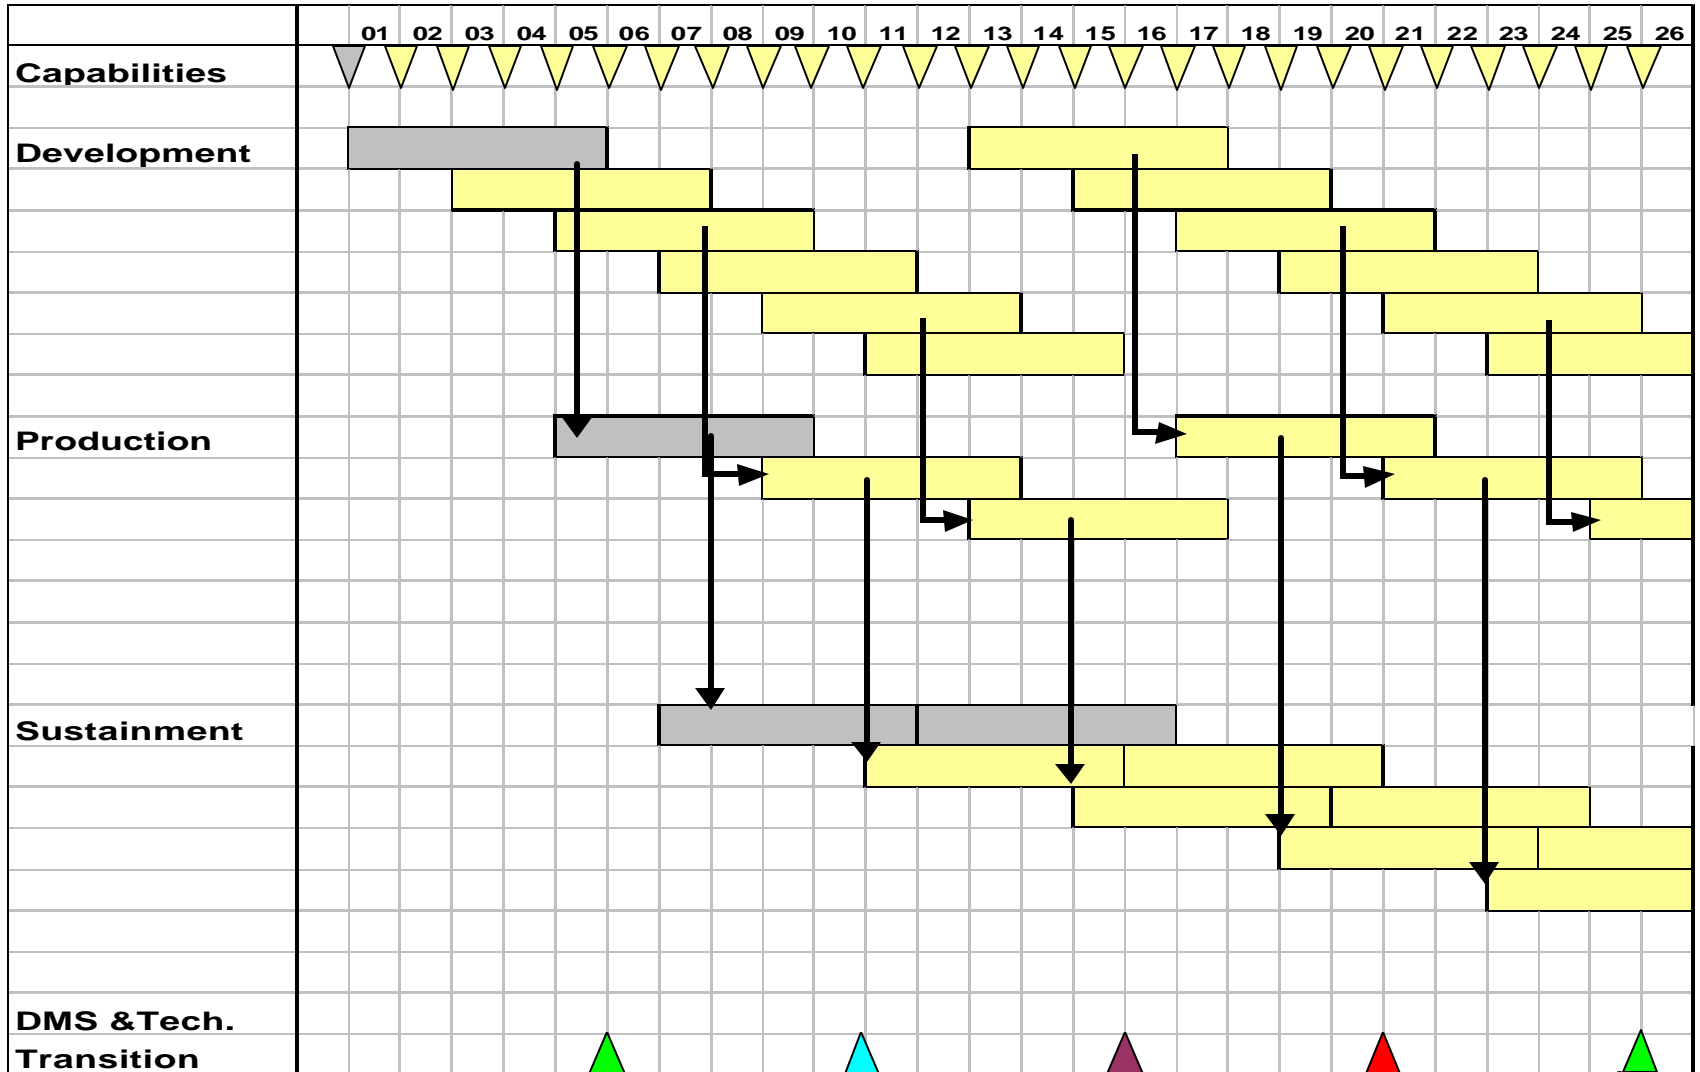 01 02 03 04 05 06 07 08 09 10 11 12 13 14 15 16 17 18 19 20 21 22 23 24 25 26
Capabilities
Development
Production
Sustainment
DMS &Tech.
Transition